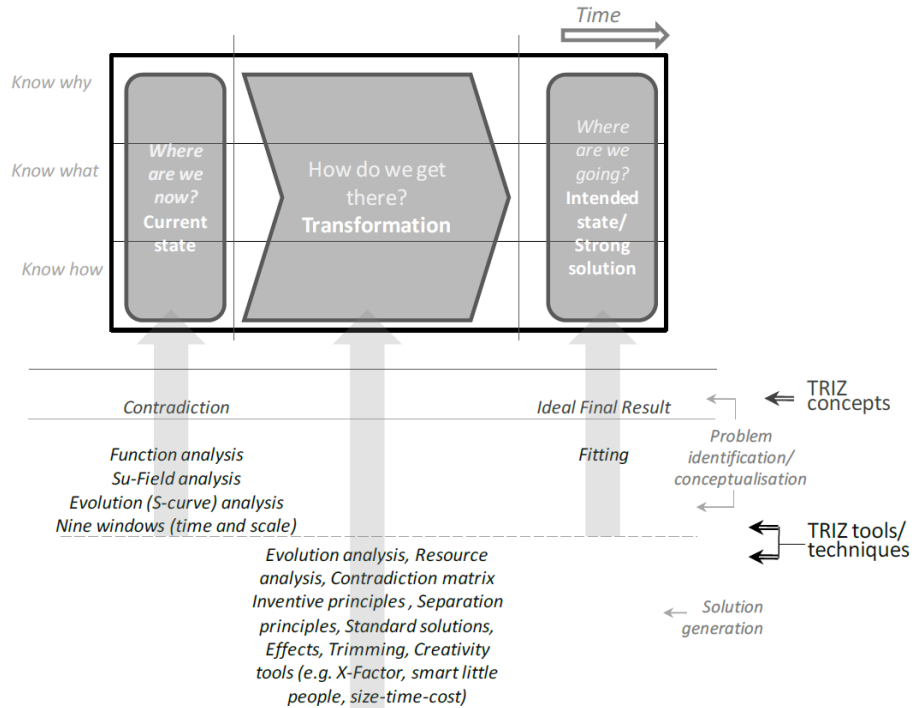 Time
Know why
Know what
Know how
Where
are we
now?
Current
state
How do we get
there?
Transformation
Where
are we
going?
Intended
state/
Strong
solution
Contradiction
Ideal Final Result
TRIZ
concepts
Function analysis
Su-Field analysis
Evolution (S-curve) analysis
Nine windows (time and scale)
Fitting
Problem
identification/
conceptualisation
TRIZ tools/
techniques
Evolution analysis, Resource
analysis, Contradiction matrix
Inventive principles , Separation
principles, Standard solutions,
Effects, Trimming, Creativity
tools (e.g. X-Factor, smart little
people, size-time-cost)
Solution
generation